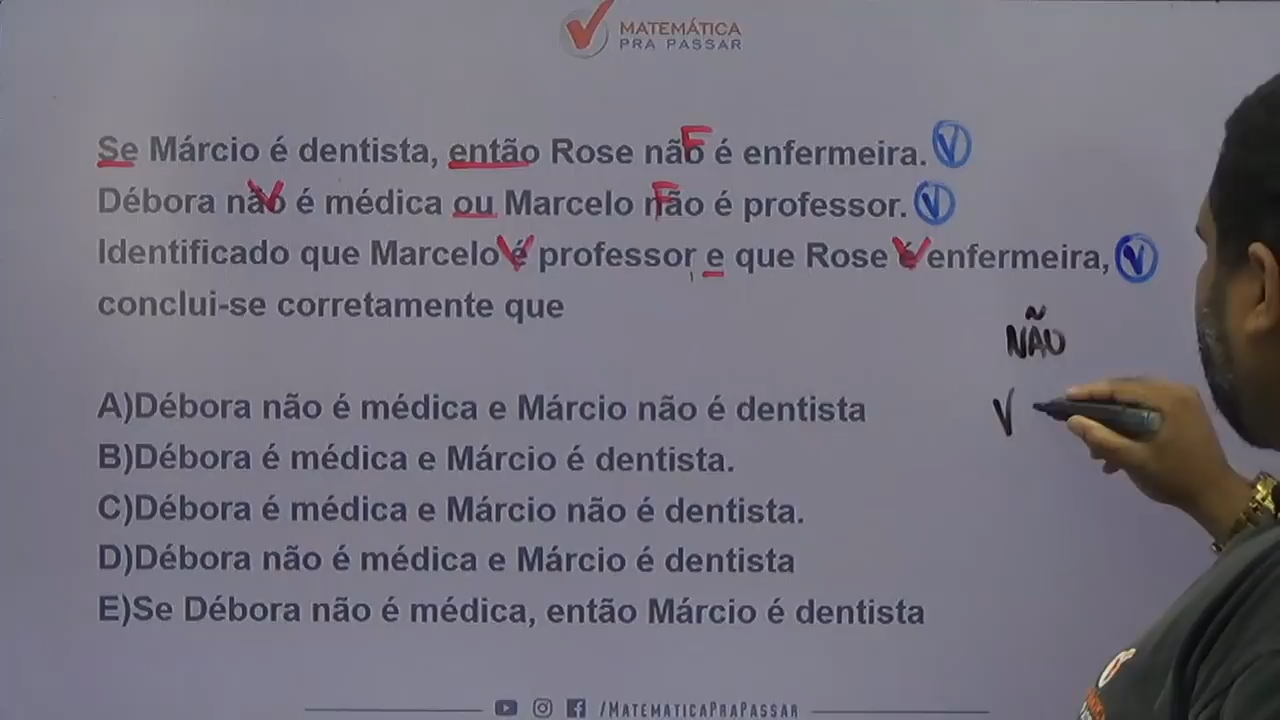 MATEMÁTICA
PRA PASSAR
Se Márcio é dentista, então Rose não é enfermeira. V
F
Débora não é médica ou Marcelo não é professor. V
V F
Identificado que Marcelo é professor e que Rose é enfermeira, V
V V
conclui-se corretamente que
NÃO
V
A)Débora não é médica e Márcio não é dentista
B)Débora é médica e Márcio é dentista.
C)Débora é médica e Márcio não é dentista.
D)Débora não é médica e Márcio é dentista
E)Se Débora não é médica, então Márcio é dentista
/MATEMATICAPRAPASSAR